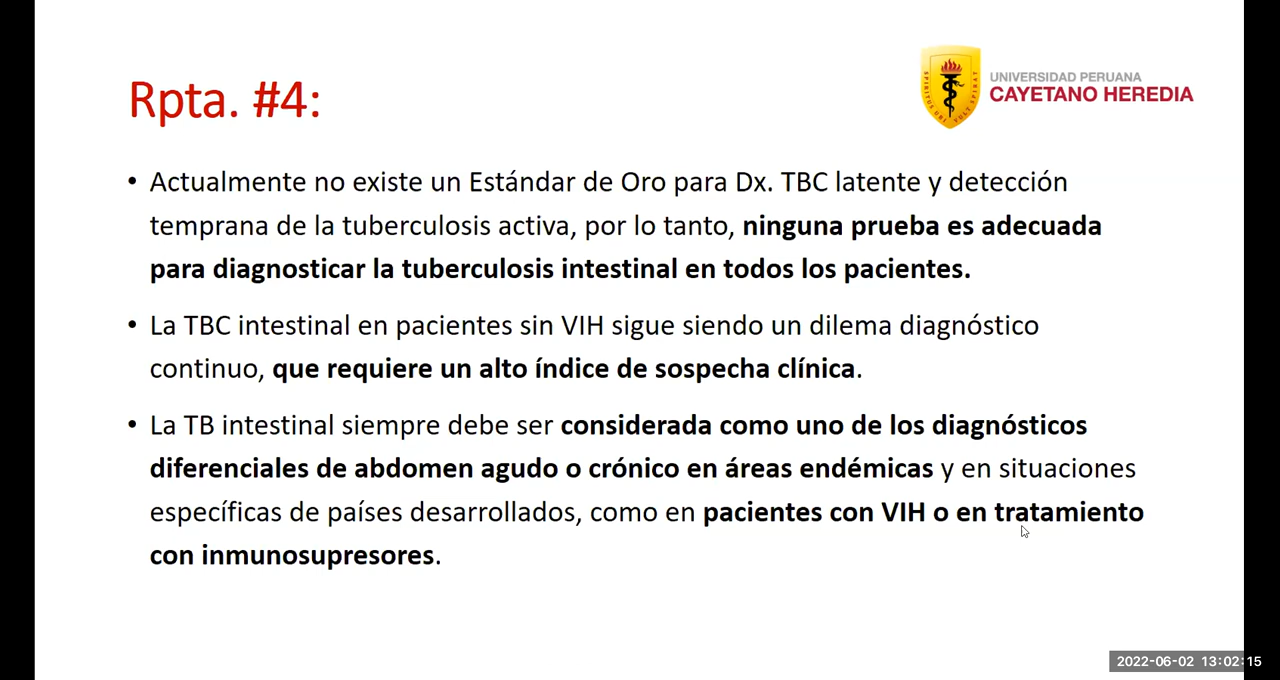 UNIVERSIDAD PERUANA
CAYETANO HEREDIA
Rpta. #4:
• Actualmente no existe un Estándar de Oro para Dx. TBC latente y detección
temprana de la tuberculosis activa, por lo tanto, ninguna prueba es adecuada
para diagnosticar la tuberculosis intestinal en todos los pacientes.
• La TBC intestinal en pacientes sin VIH sigue siendo un dilema diagnóstico
continuo, que requiere un alto índice de sospecha clínica.
• La TB intestinal siempre debe ser considerada como uno de los diagnósticos
diferenciales de abdomen agudo o crónico en áreas endémicas y en situaciones
específicas de países desarrollados, como en pacientes con VIH o en tratamiento
con inmunosupresores.
2022-06-02 13:02:15